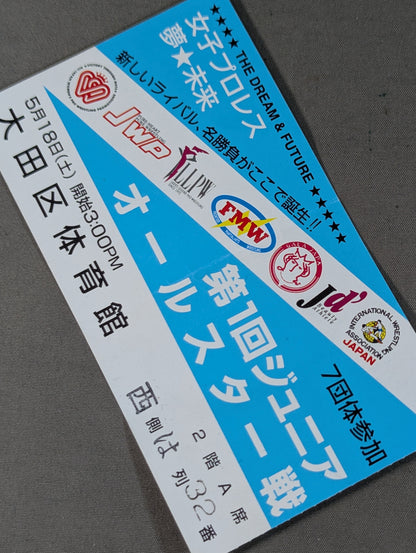 ★★★★ THE DREAM & FUTURE ★★★★★
女子プロレス
夢★未来
新しいライバル、名勝負がここで誕生!!
JWP
LLPW
FMW
Jd'
INTERNATIONAL WRESTLING
ASSOCIATION
JAPAN
7団体参加
第1回ジュニア
オールスター戦
5月18日(土) 開始3:00PM
大田区体育館
2階A席
西側は列32番